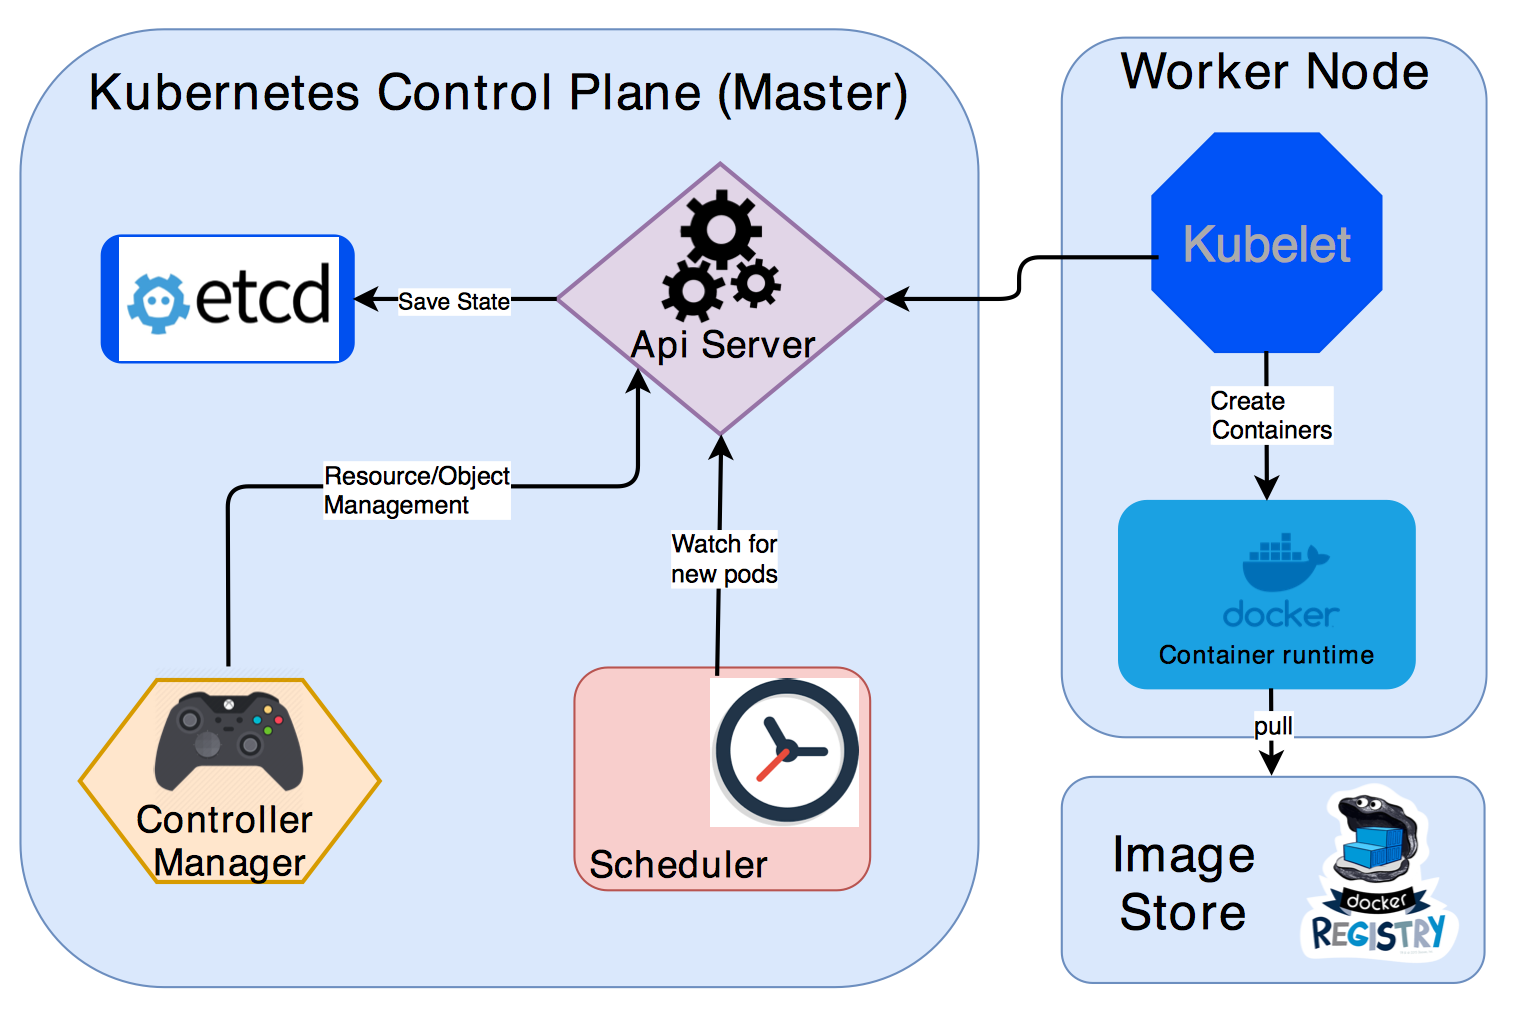 Kubernetes Control Plane (Master)
etcd
Save State
Api Server
Resource/Object
Management
Watch for
new pods
Controller
Manager
Scheduler
Worker Node
Kubelet
Create
Containers
docker
Container runtime
pull
Image
Store
docker
REGISTRY